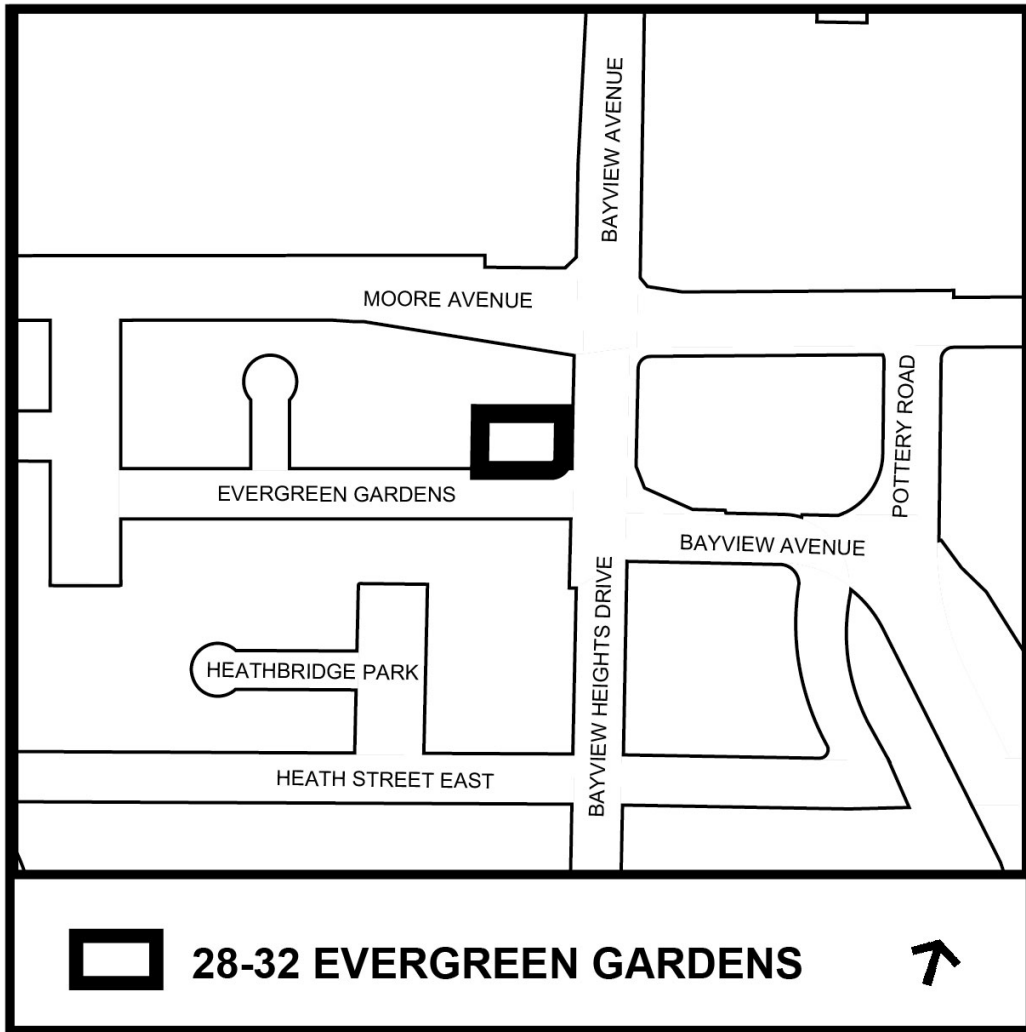 BAYVIEW AVENUE
MOORE AVENUE
POTTERY ROAD
EVERGREEN GARDENS
BAYVIEW AVENUE
BAYVIEW HEIGHTS DRIVE
HEATHBRIDGE PARK
HEATH STREET EAST
28-32 EVERGREEN GARDENS